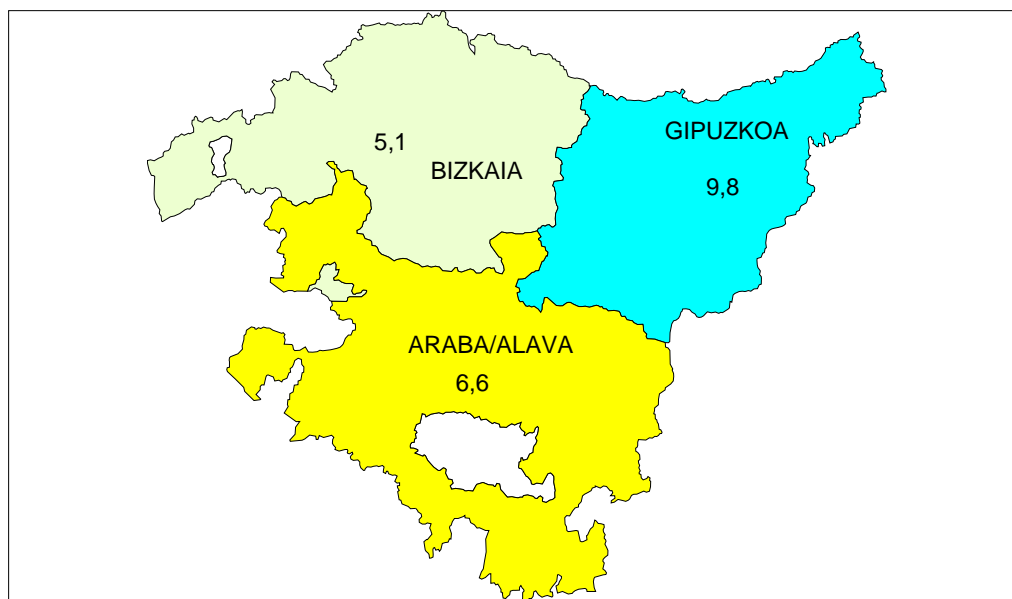 GIPUZKOA
9,8
5,1
BIZKAIA
ARABA/ALAVA
6,6